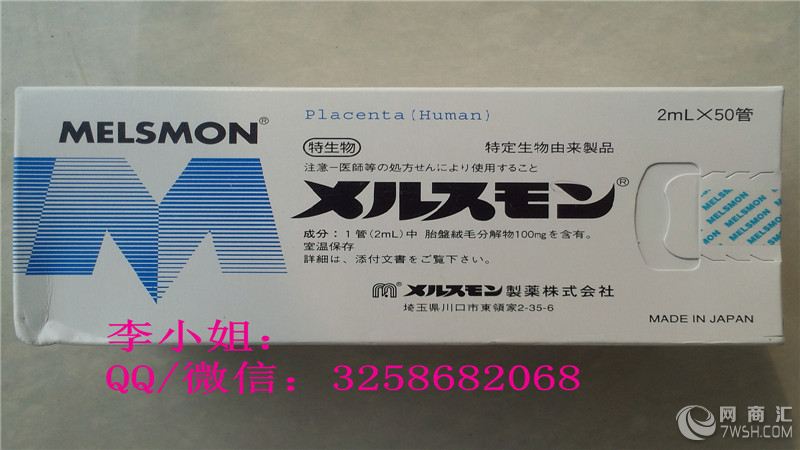 MELSMON®
Placenta(Human)
2mL×50管
特生物
特定生物由来製品
注意－医師等の処方せんにより使用すること
メルスモン®
成分：1管(2mL)中 胎盤絨毛分解物100mgを含有。
室温保存
詳細は、添付文書をご覧下さい。
メルスモン製薬株式会社
埼玉県川口市東領家2-35-6
MADE IN JAPAN
MELSMON
MELSMON
MELSMON
李小姐：
QQ/微信：3258682068
网商汇
7WSH.COM